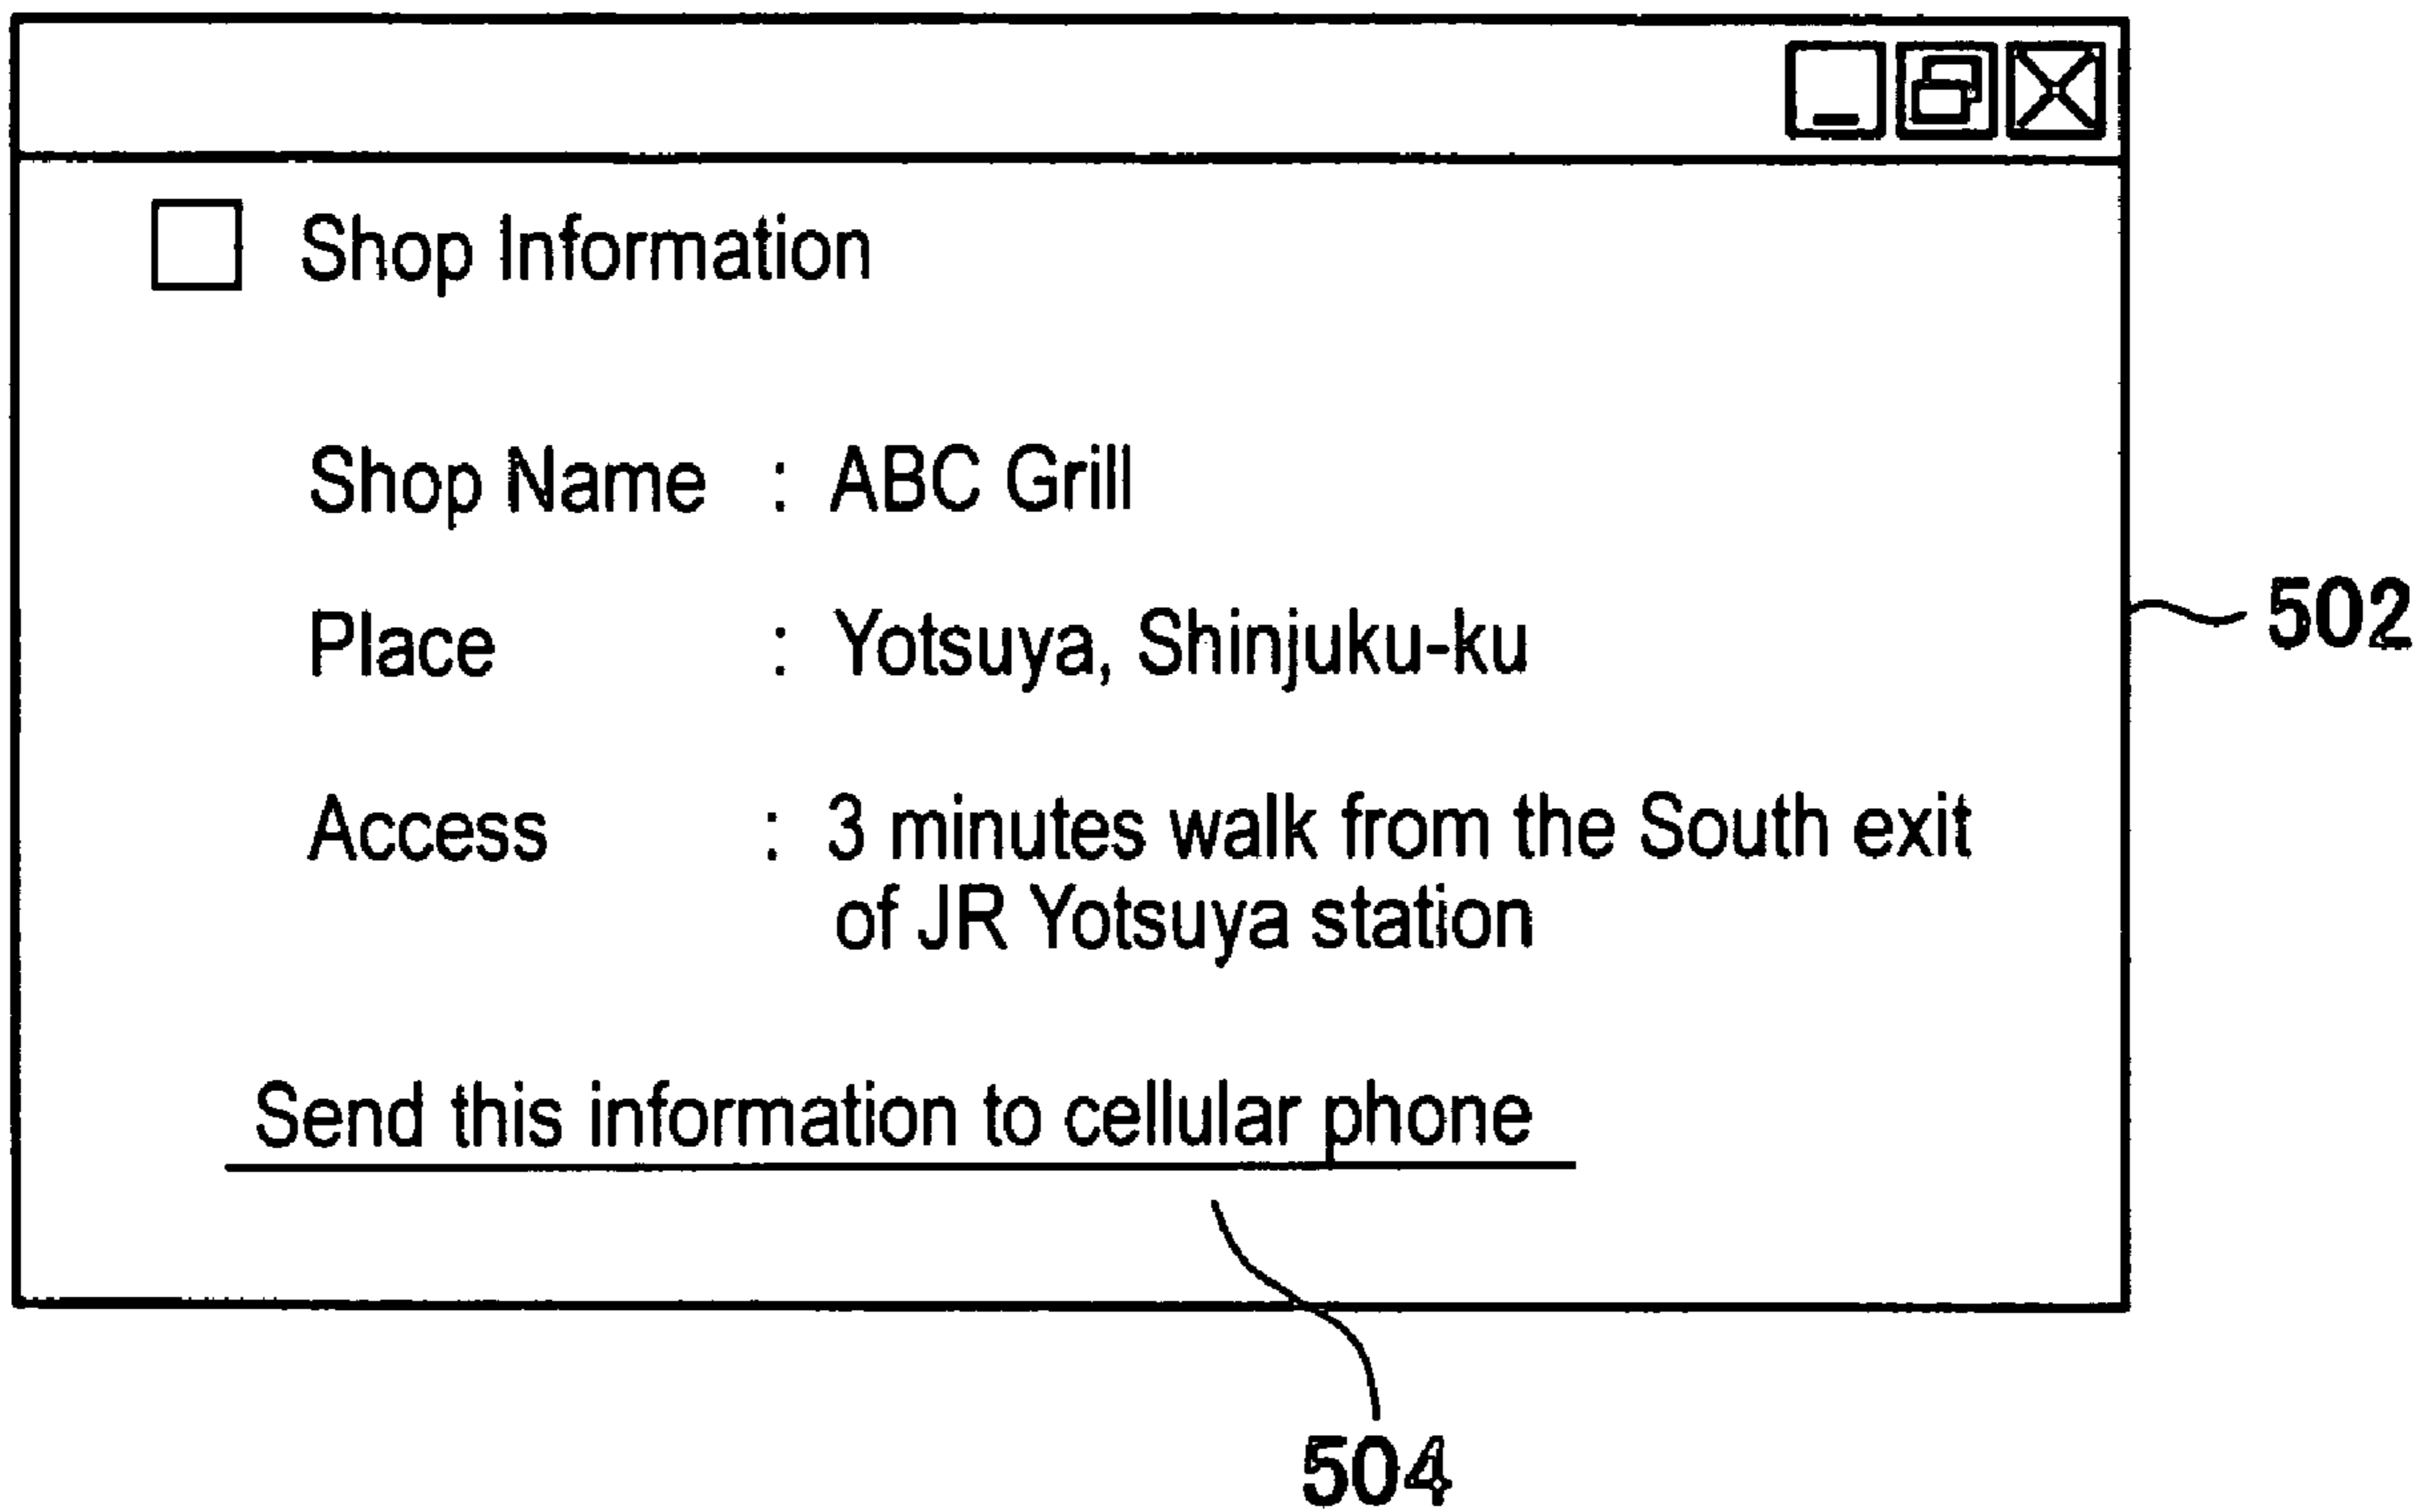 Shop Information
Shop Name : ABC Grill
Place : Yotsuya, Shinjuku-ku
502
Access : 3 minutes walk from the South exit
of JR Yotsuya station
Send this information to cellular phone
504